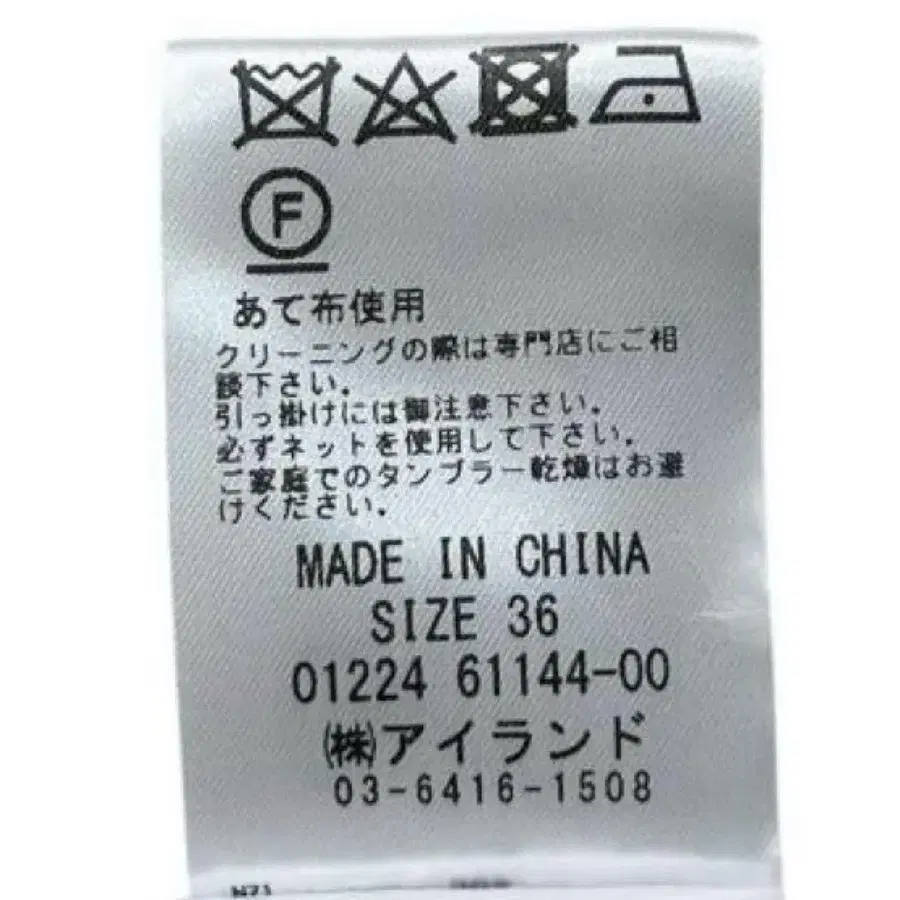 F
あて布使用
クリーニングの際は専門店にご相
談下さい.
引っ掛けには御注意下さい.
必ずネットを使用して下さい.
ご家庭でのタンブラー乾燥はお避
けください.
MADE IN CHINA
SIZE 36
01224 61144-00
㈱アイランド
03-6416-1508